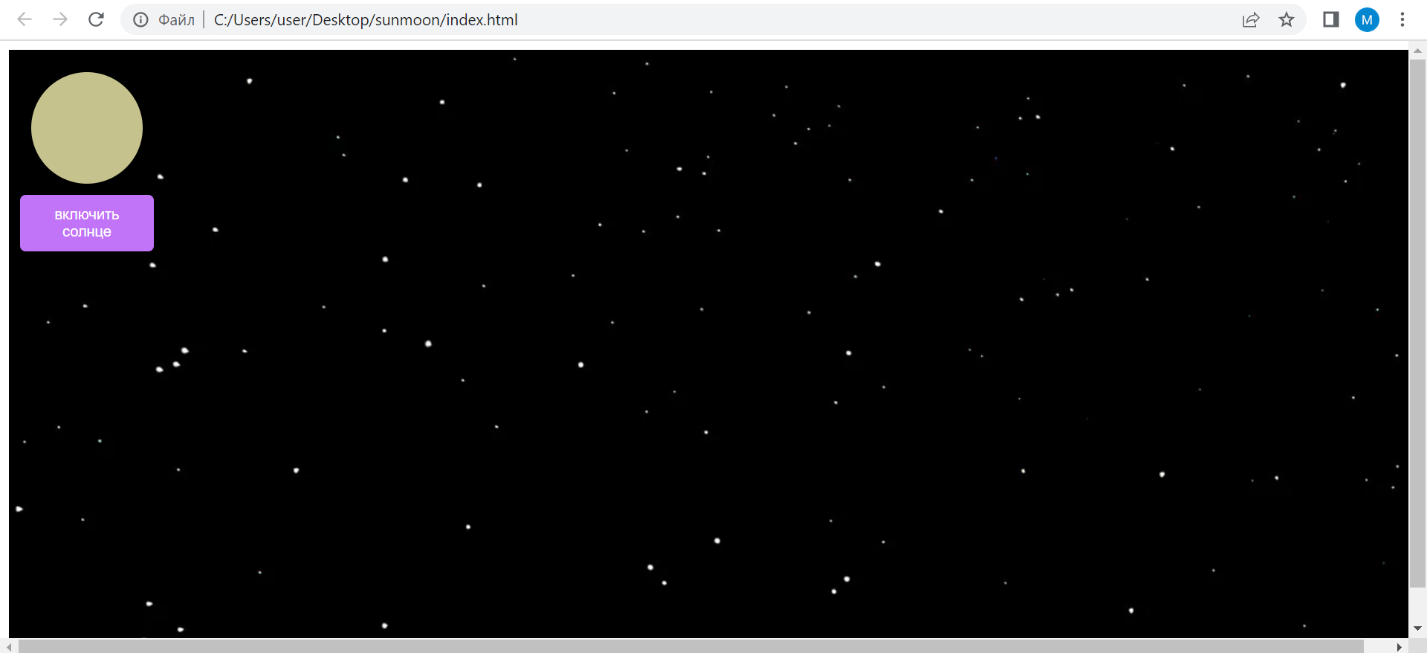 Файл C:/Users/user/Desktop/sunmoon/index.html
M
включить
солнце